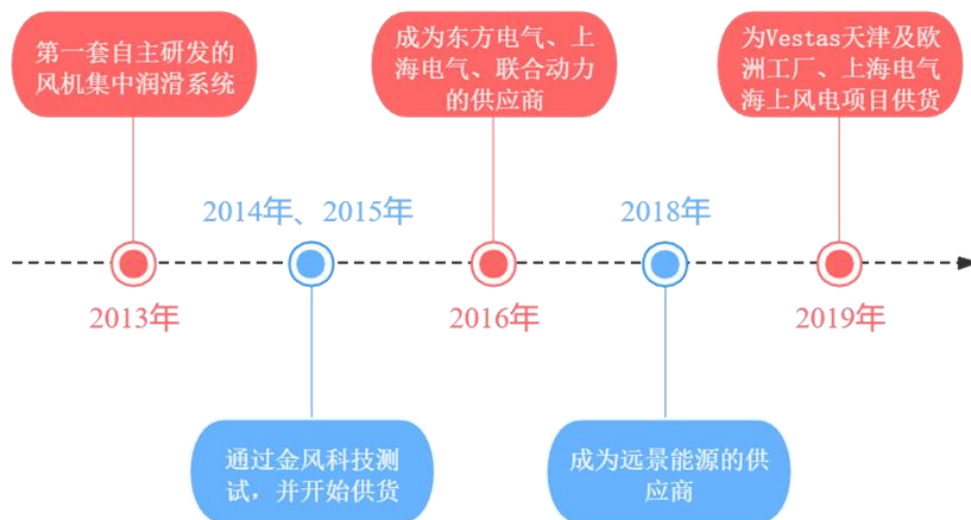 第一套自主研发的
风机集中润滑系统
成为东方电气、上
海电气、联合动力
的供应商
为Vestas天津及欧
洲工厂、上海电气
海上风电项目供货
2014年、2015年
2018年
2013年
2016年
2019年
通过金风科技测
试，并开始供货
成为远景能源的供
应商